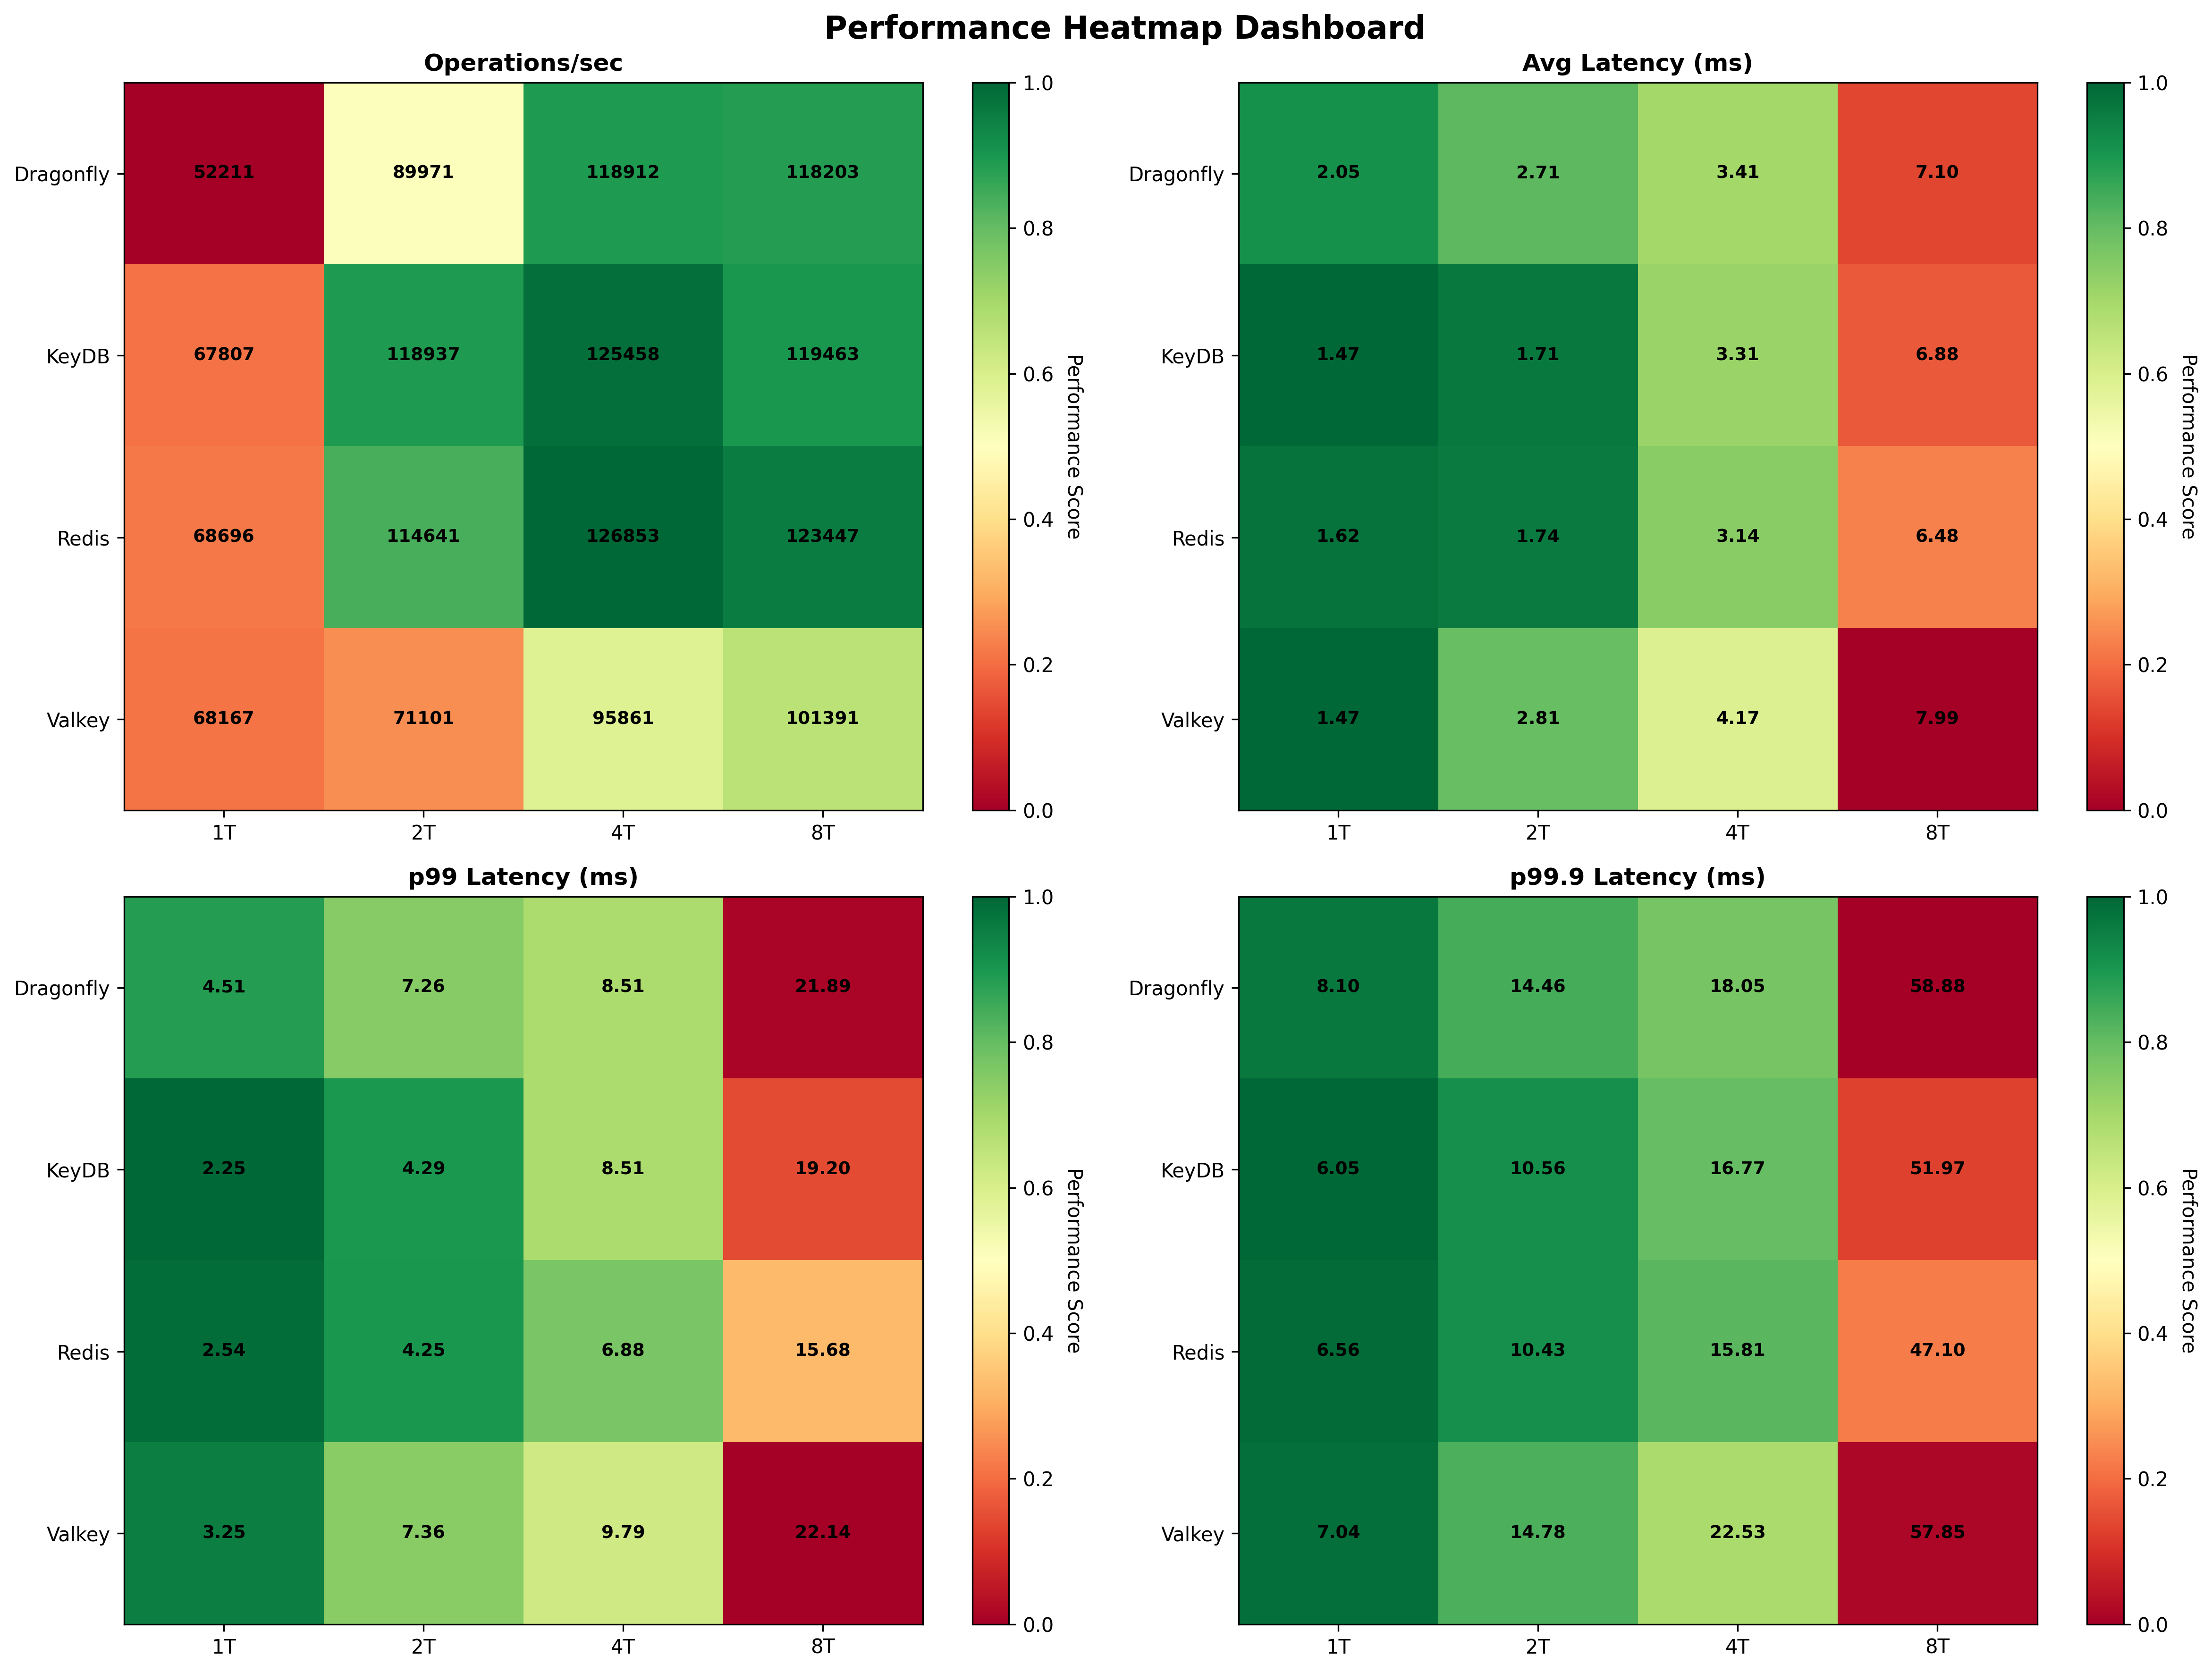 Performance Heatmap Dashboard
Operations/sec
Dragonfly 52211 89971 118912 118203
KeyDB 67807 118937 125458 119463
Redis 68696 114641 126853 123447
Valkey 68167 71101 95861 101391
1T 2T 4T 8T
1.0
0.8
0.6
0.4
0.2
0.0
Performance Score
Avg Latency (ms)
Dragonfly 2.05 2.71 3.41 7.10
KeyDB 1.47 1.71 3.31 6.88
Redis 1.62 1.74 3.14 6.48
Valkey 1.47 2.81 4.17 7.99
1T 2T 4T 8T
1.0
0.8
0.6
0.4
0.2
0.0
Performance Score
p99 Latency (ms)
Dragonfly 4.51 7.26 8.51 21.89
KeyDB 2.25 4.29 8.51 19.20
Redis 2.54 4.25 6.88 15.68
Valkey 3.25 7.36 9.79 22.14
1T 2T 4T 8T
1.0
0.8
0.6
0.4
0.2
0.0
Performance Score
p99.9 Latency (ms)
Dragonfly 8.10 14.46 18.05 58.88
KeyDB 6.05 10.56 16.77 51.97
Redis 6.56 10.43 15.81 47.10
Valkey 7.04 14.78 22.53 57.85
1T 2T 4T 8T
1.0
0.8
0.6
0.4
0.2
0.0
Performance Score